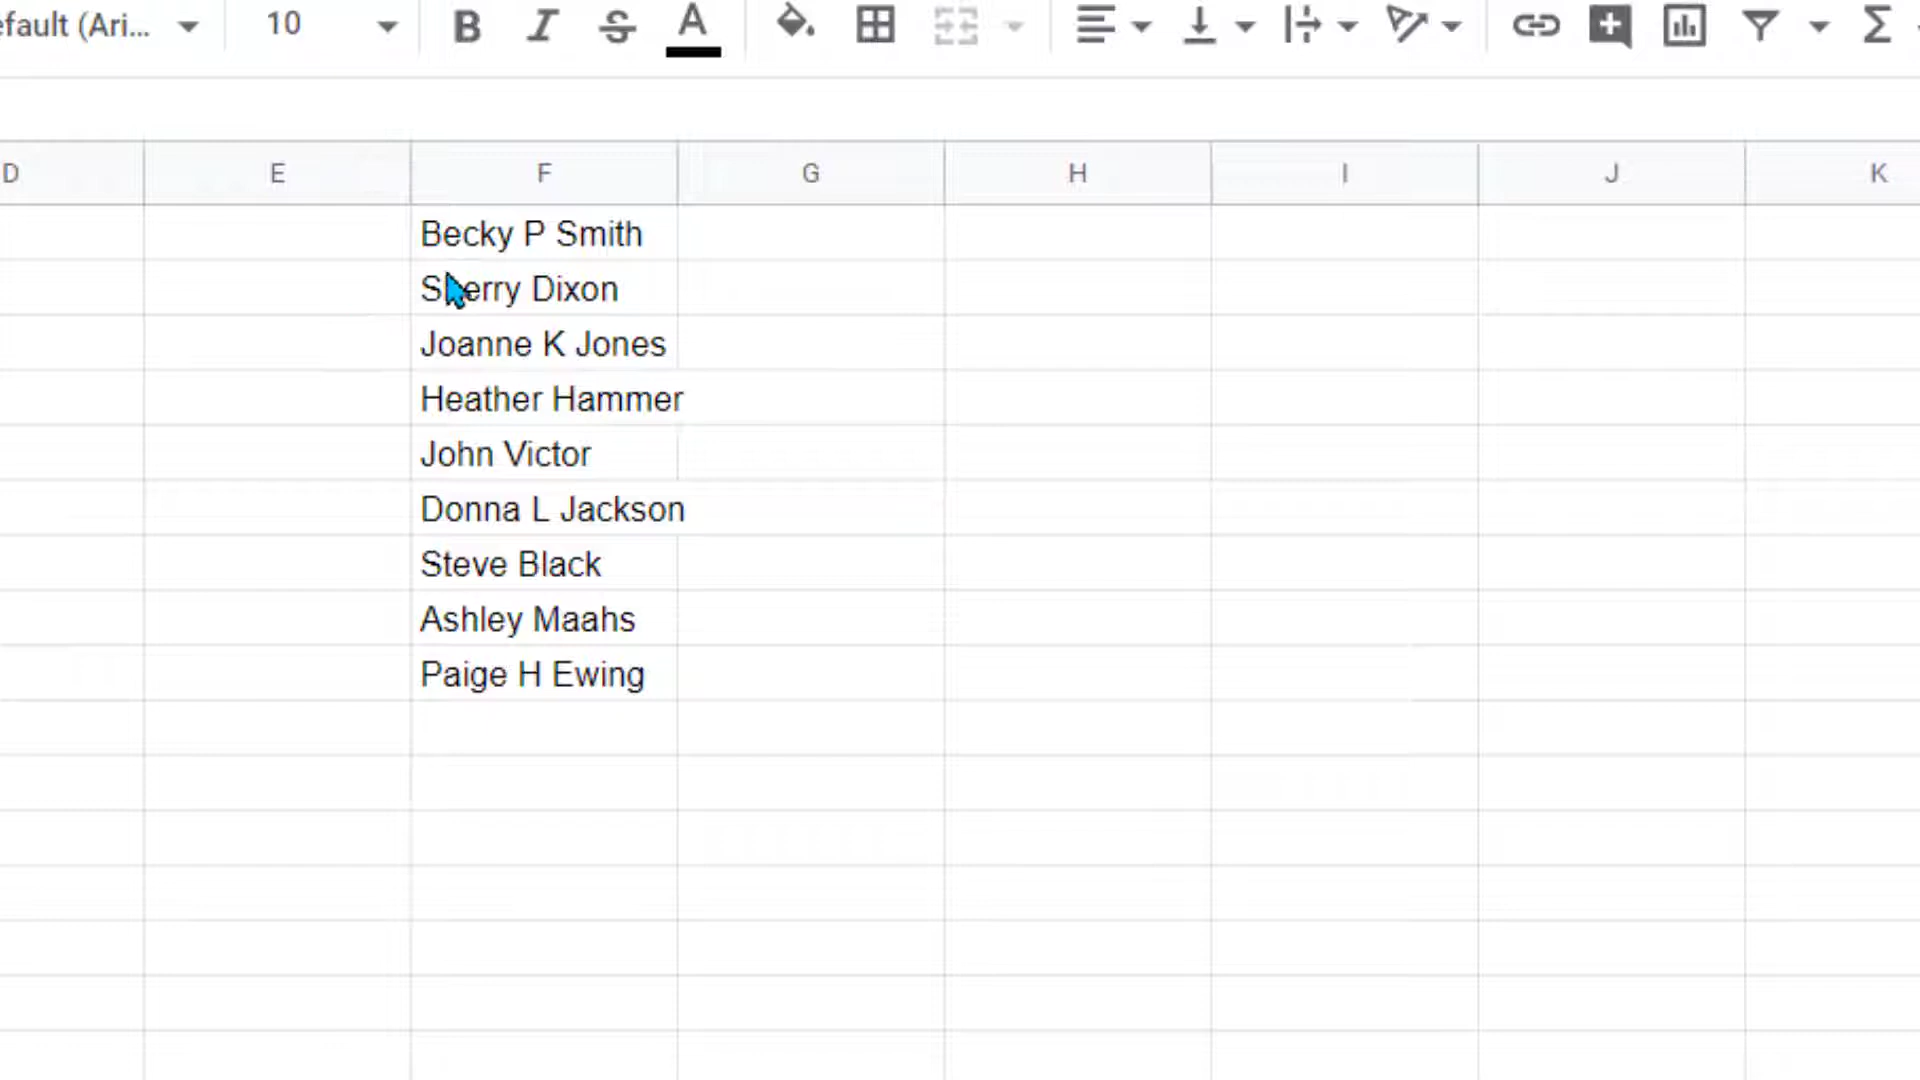 efault (Ari... 10 B I S A
D E F G H I J K
Becky P Smith
Sherry Dixon
Joanne K Jones
Heather Hammer
John Victor
Donna L Jackson
Steve Black
Ashley Maahs
Paige H Ewing